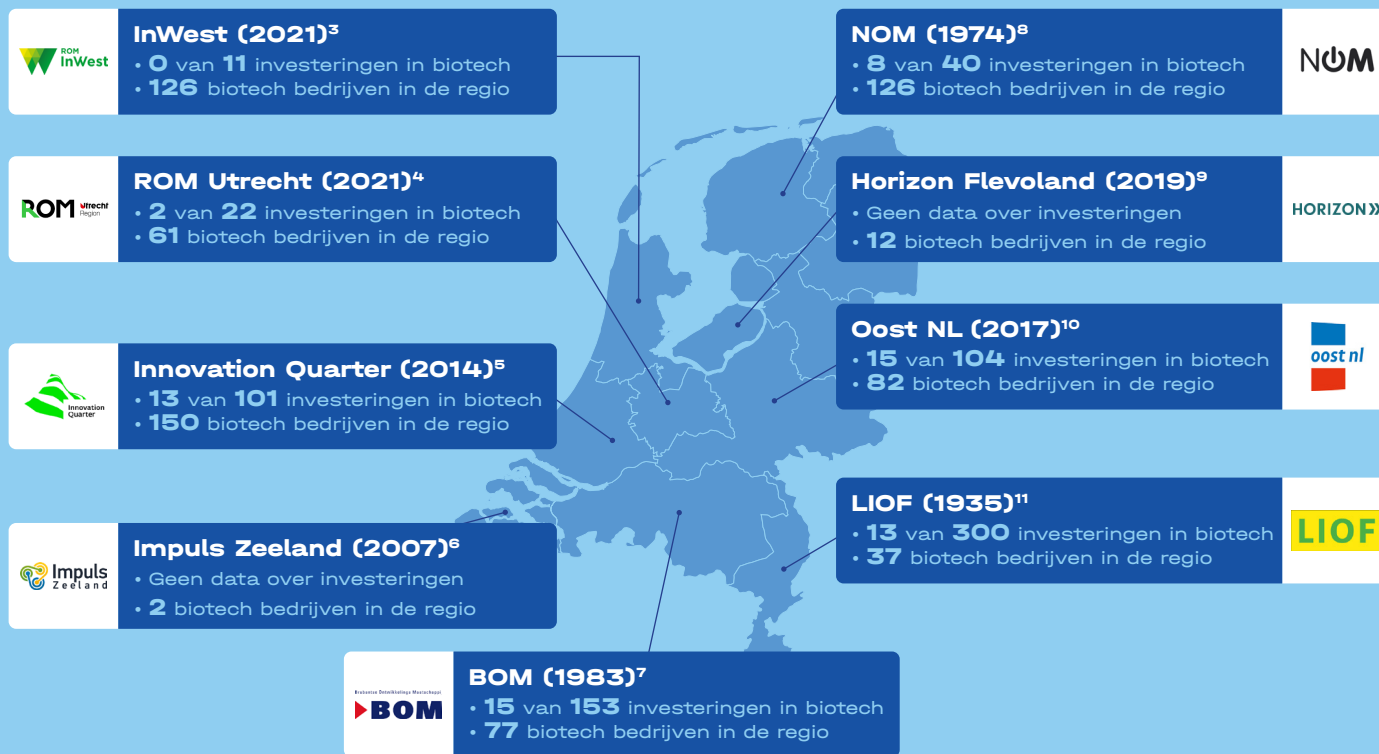 ROM
InWest
InWest (2021)³
• 0 van 11 investeringen in biotech
• 126 biotech bedrijven in de regio
ROM Utrecht
Region
ROM Utrecht (2021)⁴
• 2 van 22 investeringen in biotech
• 61 biotech bedrijven in de regio
Innovation
Quarter
Innovation Quarter (2014)⁵
• 13 van 101 investeringen in biotech
• 150 biotech bedrijven in de regio
Impuls
Zeeland
Impuls Zeeland (2007)⁶
• Geen data over investeringen
• 2 biotech bedrijven in de regio
Brabantse Ontwikkelings Maatschappij
BOM
BOM (1983)⁷
• 15 van 153 investeringen in biotech
• 77 biotech bedrijven in de regio
NOM (1974)⁸
• 8 van 40 investeringen in biotech
• 126 biotech bedrijven in de regio
NOM
Horizon Flevoland (2019)⁹
• Geen data over investeringen
• 12 biotech bedrijven in de regio
HORIZON
Oost NL (2017)¹⁰
• 15 van 104 investeringen in biotech
• 82 biotech bedrijven in de regio
oost nl
LIOF (1935)¹¹
• 13 van 300 investeringen in biotech
• 37 biotech bedrijven in de regio
LIOF